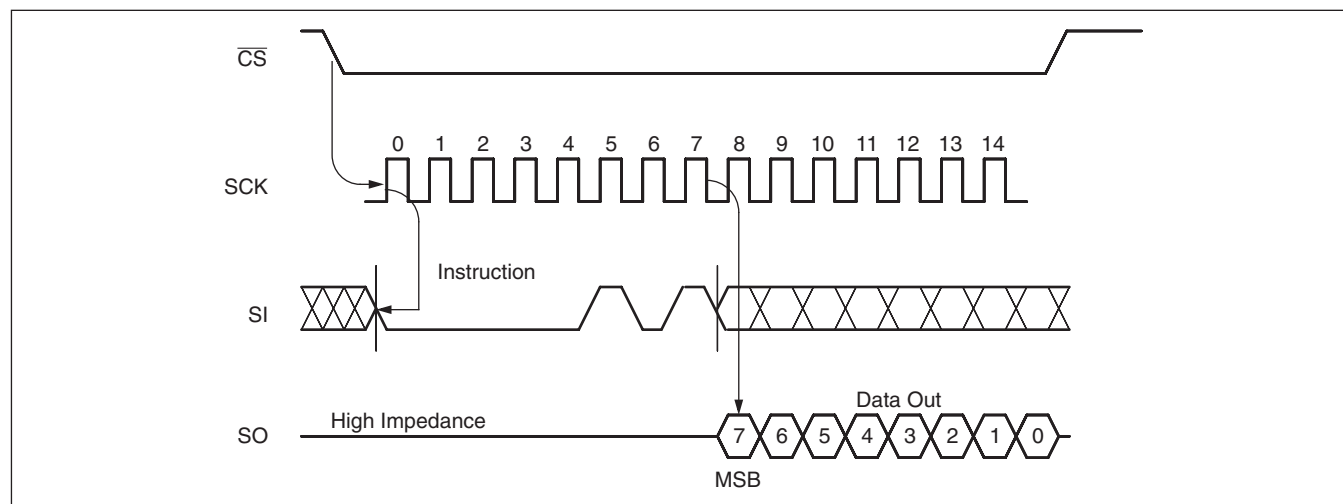 CS
0 1 2 3 4 5 6 7 8 9 10 11 12 13 14
SCK
Instruction
SI
Data Out
High Impedance
SO
7 6 5 4 3 2 1 0
MSB